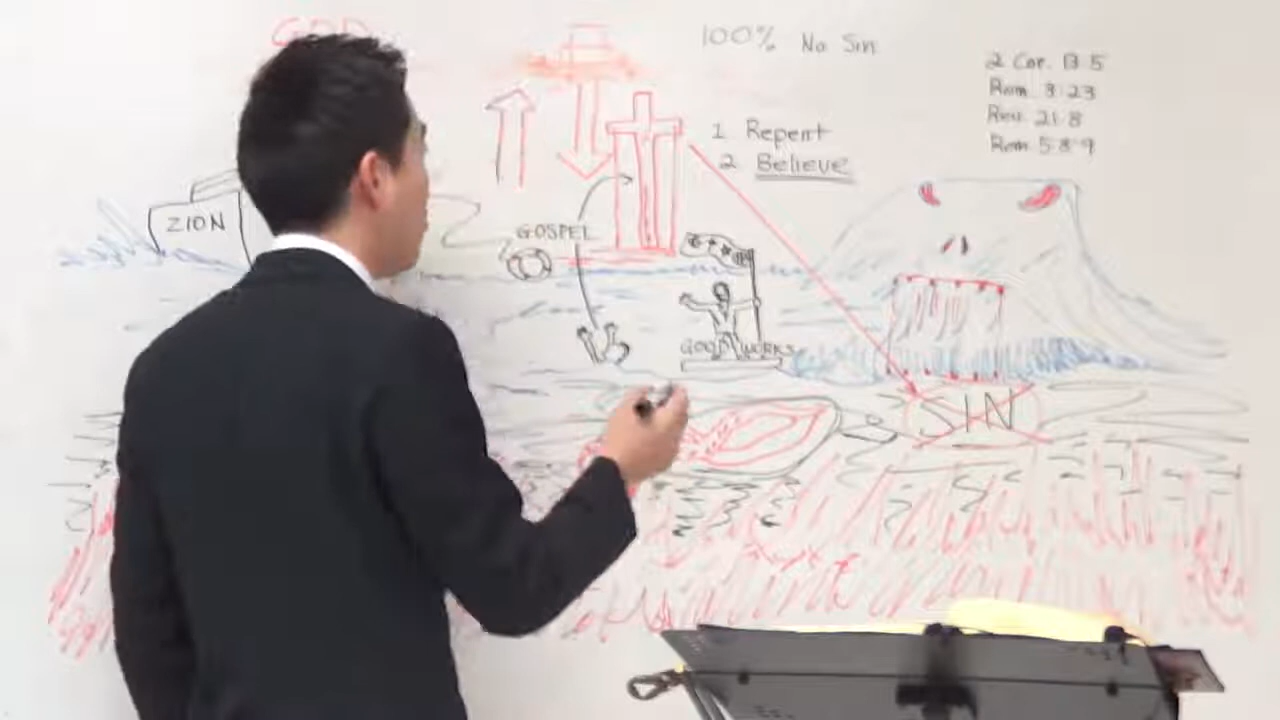 GOD
100% No Sin
2 Cor. 13:5
Rom 3:23
Rev. 21:8
Rom 5:8-9
1 Repent
2 Believe
ZION
GOSPEL
GOOD WORKS
SIN